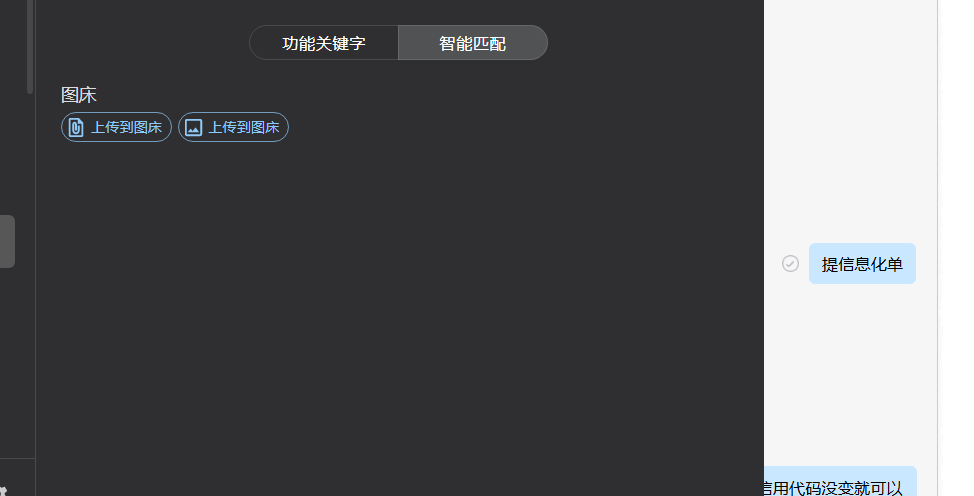 功能关键字
智能匹配
图床
上传到图床
上传到图床
提信息化单
信用代码没变就可以